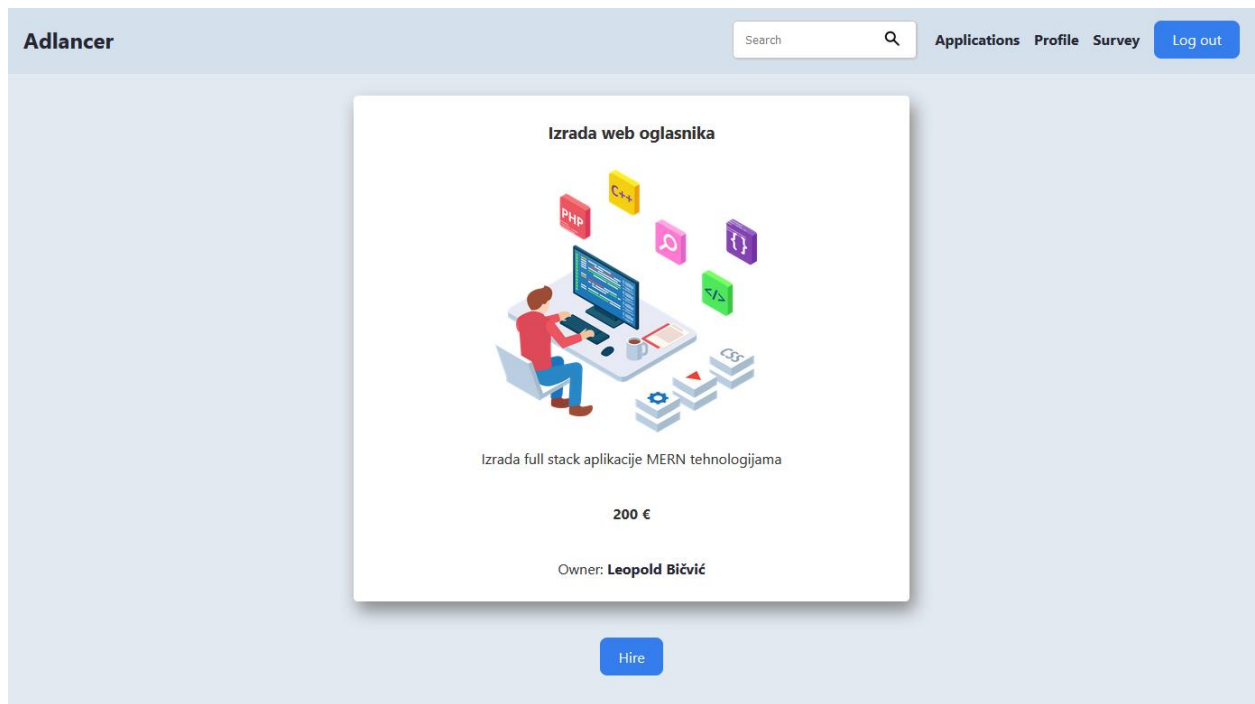 Adlancer
Search
Applications Profile Survey Log out
Izrada web oglasnika
C++
PHP
{}
</>
CSS
Izrada full stack aplikacije MERN tehnologijama
200 €
Owner: Leopold Bičvić
Hire